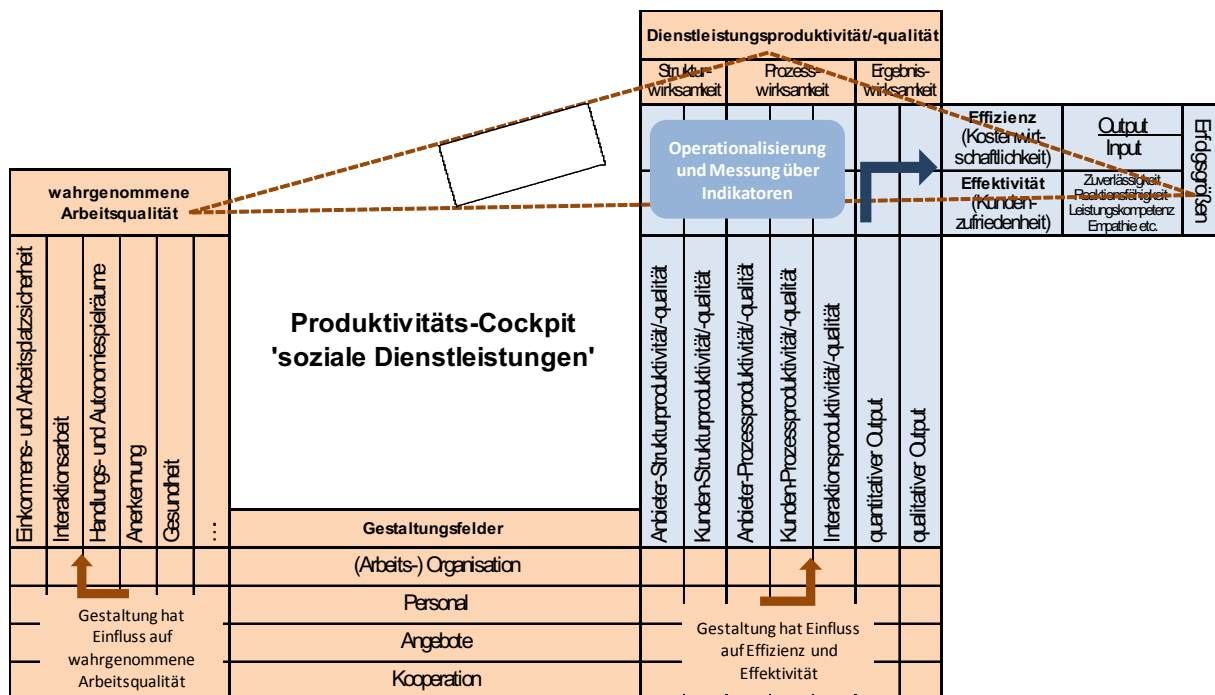 Dienstleistungsproduktivität/-qualität
Struktur-
wirksamkeit
Prozess-
wirksamkeit
Ergebnis-
wirksamkeit
Operationalisierung
und Messung über
Indikatoren
Effizienz
(Kostenwirt-
schaftlichkeit)
Output
Input
Effektivität
(Kunden-
zufriedenheit)
Zuverlässigkeit
Reaktionsfähigkeit
Leistungskompetenz
Empathie etc.
Erfolgsgrößen
wahrgenommene
Arbeitsqualität
Einkommens- und Arbeitsplatzsicherheit
Interaktionsarbeit
Handlungs- und Autonomiespielräume
Anerkennung
Gesundheit
...
Produktivitäts-Cockpit
'soziale Dienstleistungen'
Anbieter-Strukturproduktivität/-qualität
Kunden-Strukturproduktivität/-qualität
Anbieter-Prozessproduktivität/-qualität
Kunden-Prozessproduktivität/-qualität
Interaktionsproduktivität/-qualität
quantitativer Output
qualitativer Output
Gestaltungsfelder
(Arbeits-) Organisation
Personal
Angebote
Kooperation
Gestaltung hat
Einfluss auf
wahrgenommene
Arbeitsqualität
Gestaltung hat Einfluss
auf Effizienz und
Effektivität